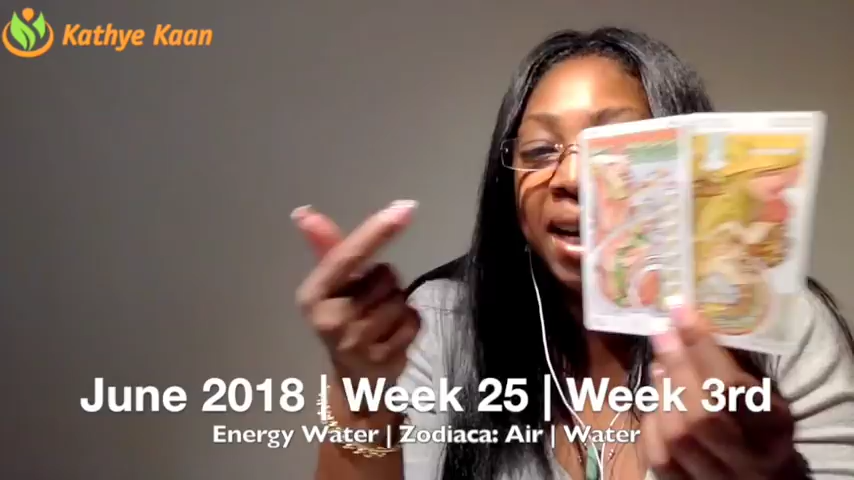 Kathye Kaan
June 2018 | Week 25 | Week 3rd
Energy Water | Zodiaca: Air | Water